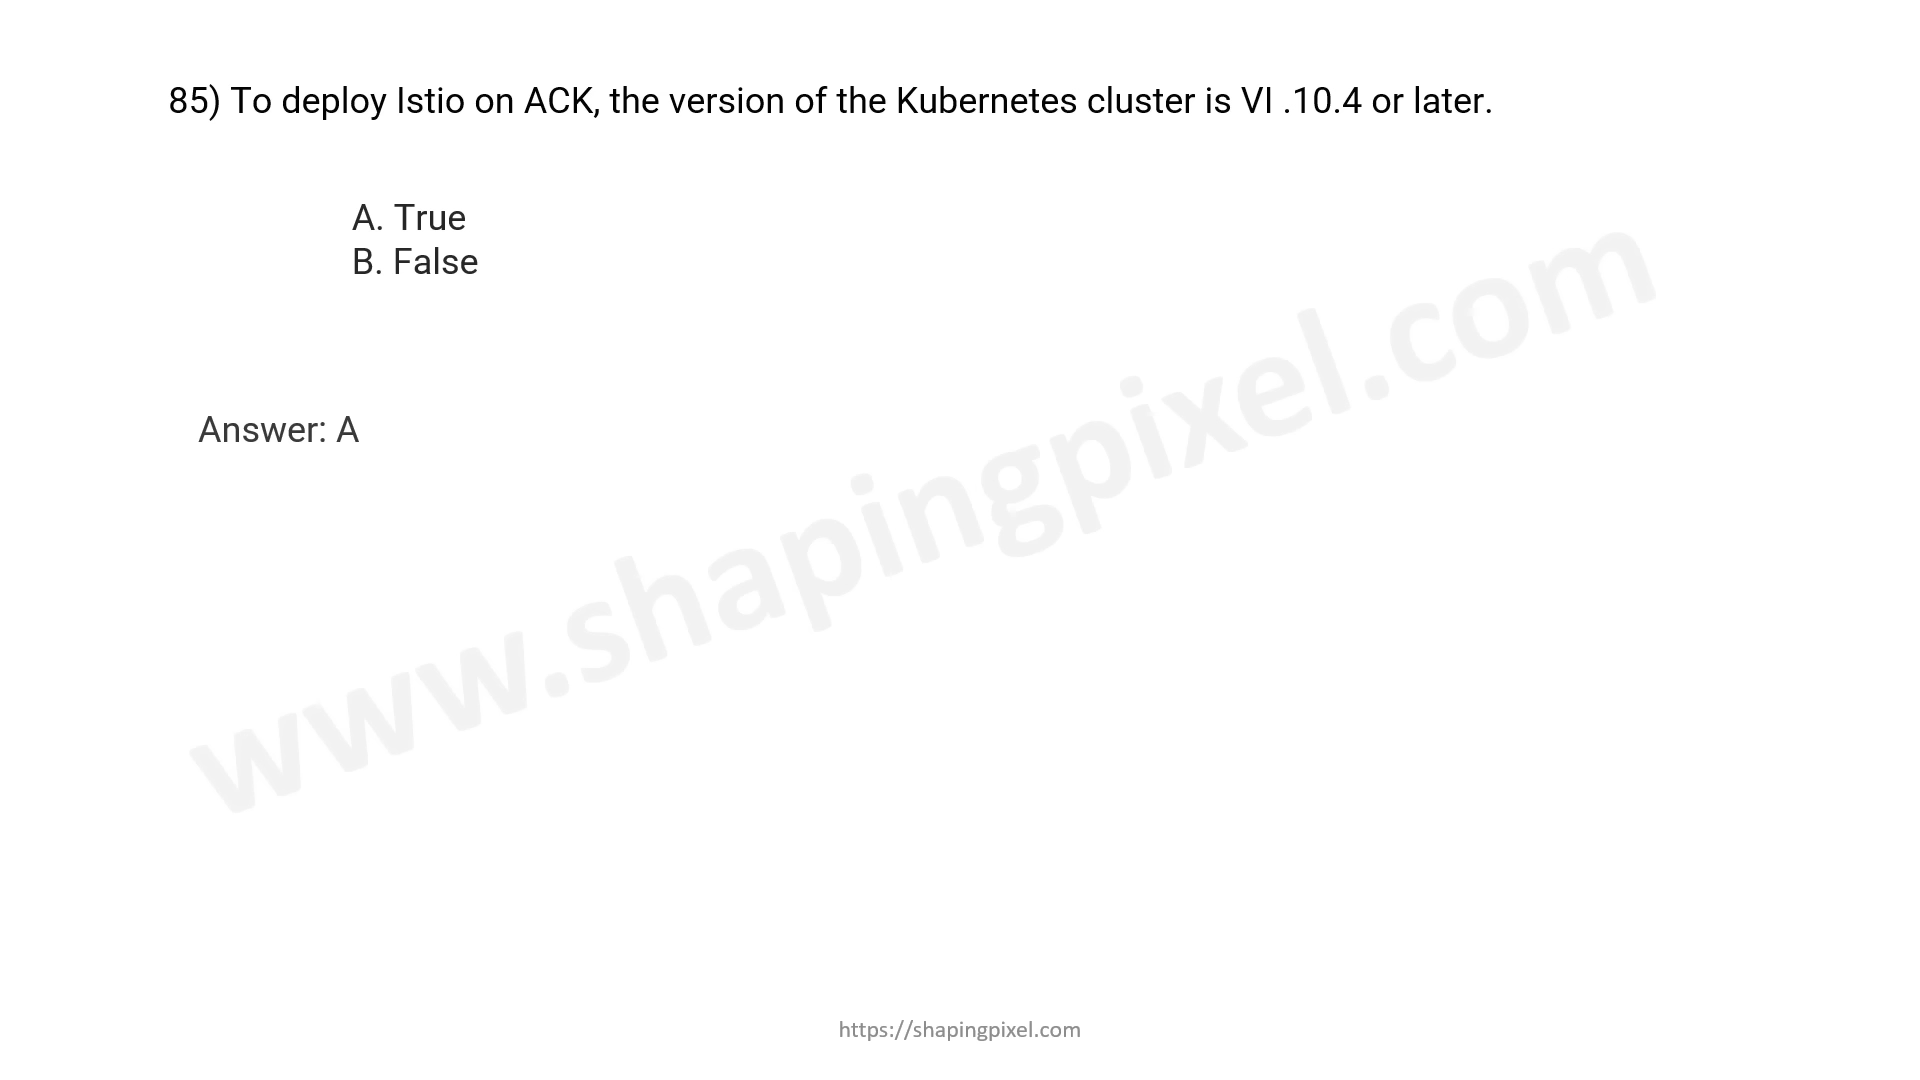 85) To deploy Istio on ACK, the version of the Kubernetes cluster is VI .10.4 or later.
A. True
B. False
Answer: A
www.shapingpixel.com
https://shapingpixel.com